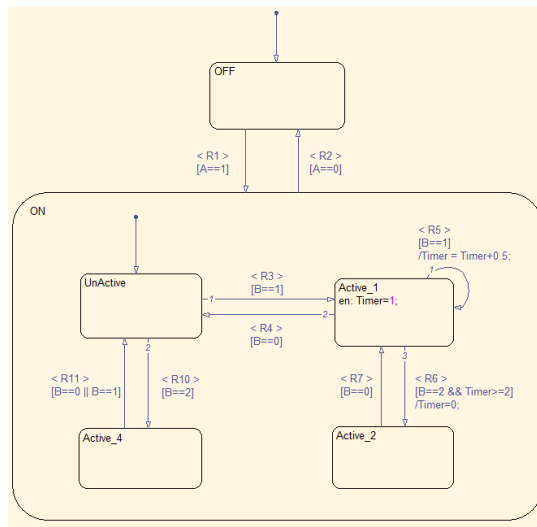 OFF
< R1 >
[A==1]
< R2 >
[A==0]
ON
< R5 >
[B==1]
/Timer = Timer+0.5;
1
UnActive
< R3 >
[B==1]
1
Active_1
en: Timer=1;
2
< R4 >
[B==0]
2
3
< R11 >
[B==0 || B==1]
< R10 >
[B==2]
< R7 >
[B==0]
< R6 >
[B==2 && Timer>=2]
/Timer=0;
Active_4
Active_2